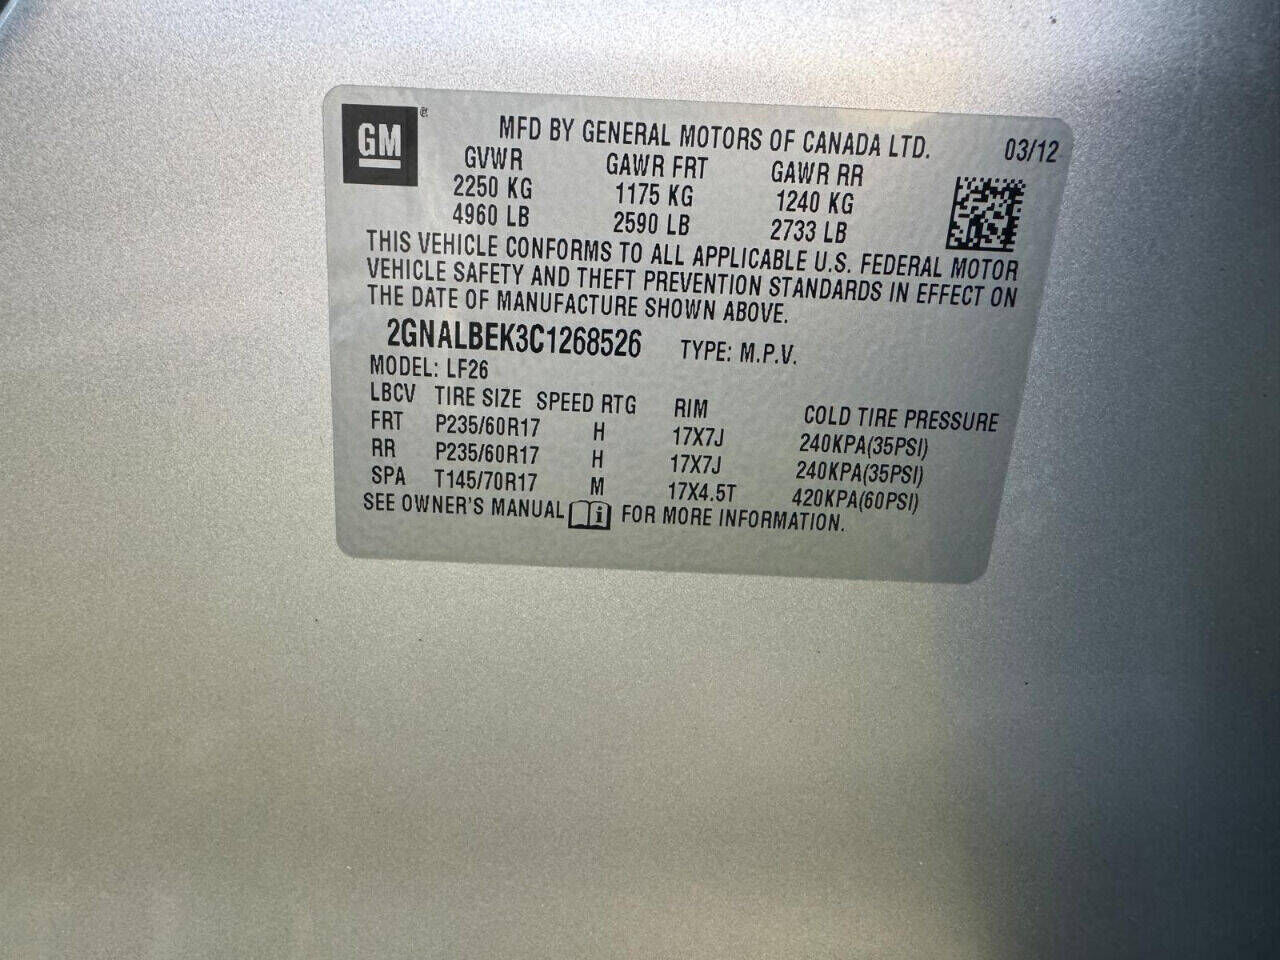 GM
MFD BY GENERAL MOTORS OF CANADA LTD. 03/12
GVWR GAWR FRT GAWR RR
2250 KG 1175 KG 1240 KG
4960 LB 2590 LB 2733 LB
THIS VEHICLE CONFORMS TO ALL APPLICABLE U.S. FEDERAL MOTOR
VEHICLE SAFETY AND THEFT PREVENTION STANDARDS IN EFFECT ON
THE DATE OF MANUFACTURE SHOWN ABOVE.
2GNALBEK3C1268526 TYPE: M.P.V.
MODEL: LF26
LBCV TIRE SIZE SPEED RTG RIM COLD TIRE PRESSURE
FRT P235/60R17 H 17X7J 240KPA(35PSI)
RR P235/60R17 H 17X7J 240KPA(35PSI)
SPA T145/70R17 M 17X4.5T 420KPA(60PSI)
SEE OWNER'S MANUAL i FOR MORE INFORMATION.